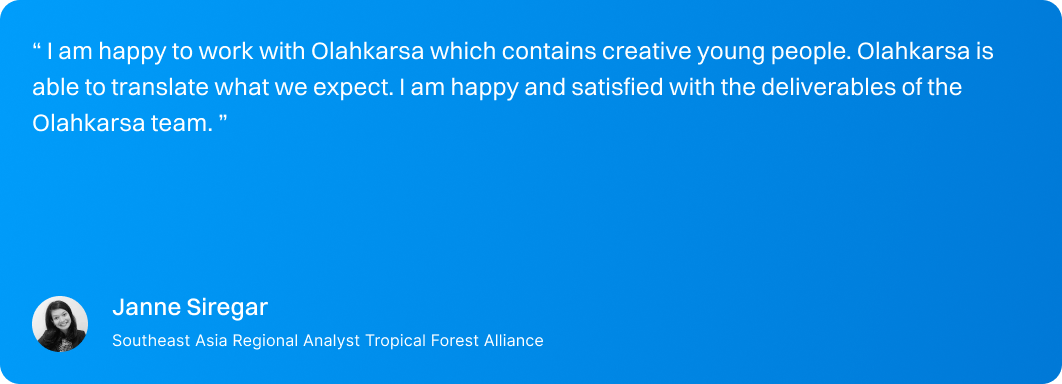 “ I am happy to work with Olahkarsa which contains creative young people. Olahkarsa is
able to translate what we expect. I am happy and satisfied with the deliverables of the
Olahkarsa team. ”
Janne Siregar
Southeast Asia Regional Analyst Tropical Forest Alliance